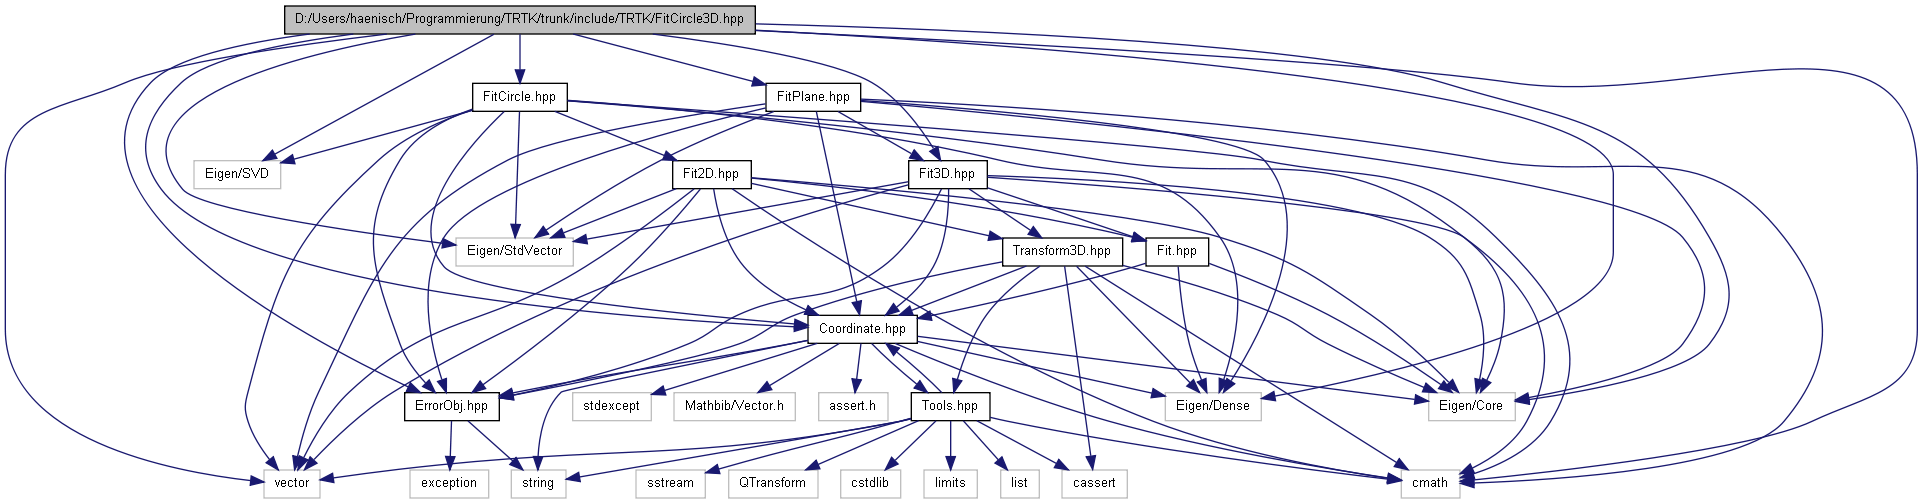 D:/Users/haenisch/Programmierung/TRTK/trunk/include/TRTK/FitCircle3D.hpp
FitCircle.hpp
FitPlane.hpp
Eigen/SVD
Fit2D.hpp
Fit3D.hpp
Eigen/StdVector
Transform3D.hpp
Fit.hpp
Coordinate.hpp
ErrorObj.hpp
stdexcept
Mathbib/Vector.h
assert.h
Tools.hpp
Eigen/Dense
Eigen/Core
vector
exception
string
sstream
QTransform
cstdlib
limits
list
cassert
cmath